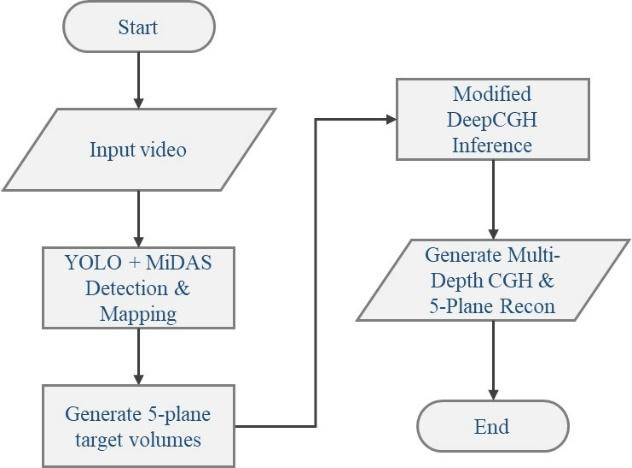 Start
Input video
YOLO + MiDAS
Detection &
Mapping
Generate 5-plane
target volumes
Modified
DeepCGH
Inference
Generate Multi-
Depth CGH &
5-Plane Recon
End